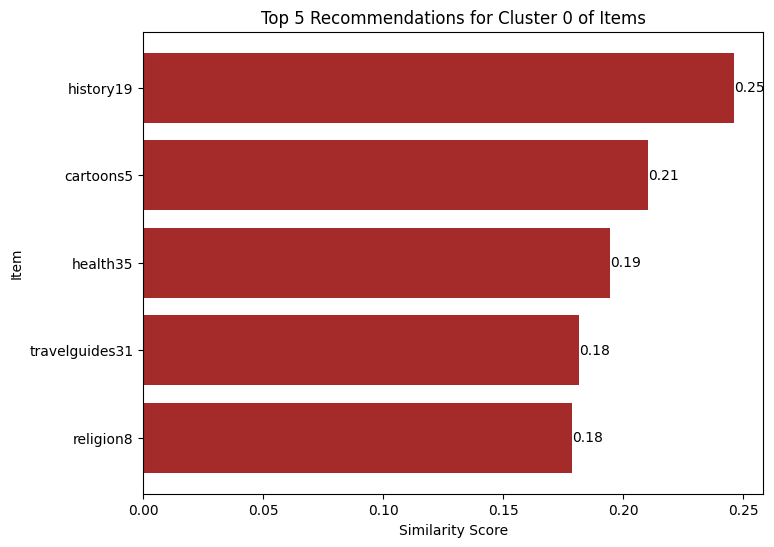 Top 5 Recommendations for Cluster 0 of Items
history19
0.25
cartoons5
0.21
health35
0.19
travelguides31
0.18
religion8
0.18
Item
0.00 0.05 0.10 0.15 0.20 0.25
Similarity Score